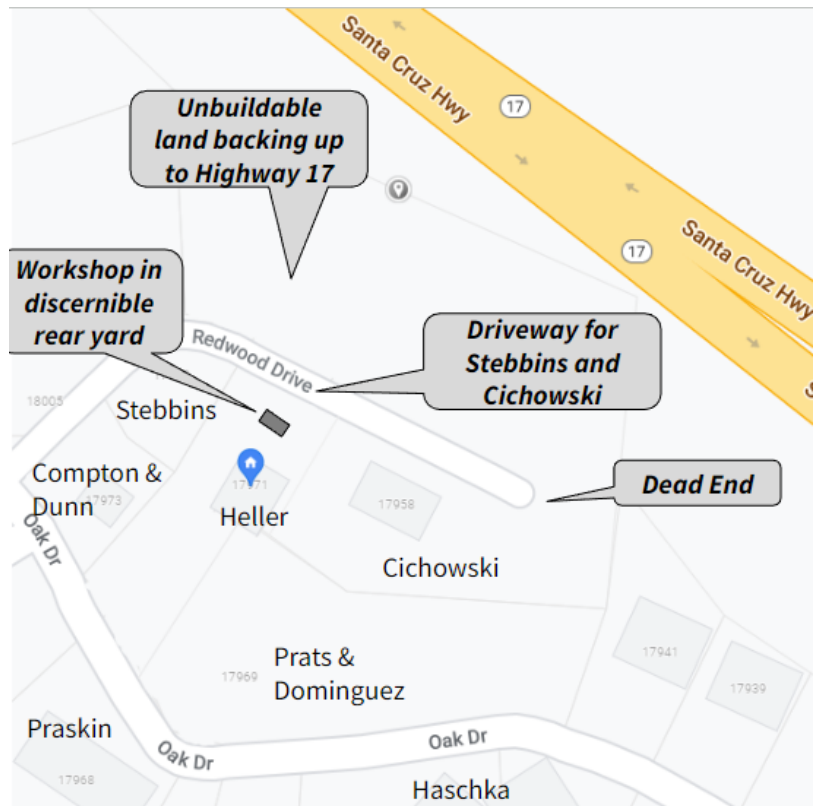 Santa Cruz Hwy
17
Unbuildable
land backing up
to Highway 17
17
Santa Cruz Hwy
Workshop in
discernible
rear yard
Redwood Drive
Driveway for
Stebbins and
Cichowski
18005
Stebbins
Compton &
Dunn
17973
17971
Heller
17958
Dead End
Oak Dr
Cichowski
17941
17939
Prats &
Dominguez
17969
Praskin
Oak Dr
Oak Dr
17968
Haschka
S